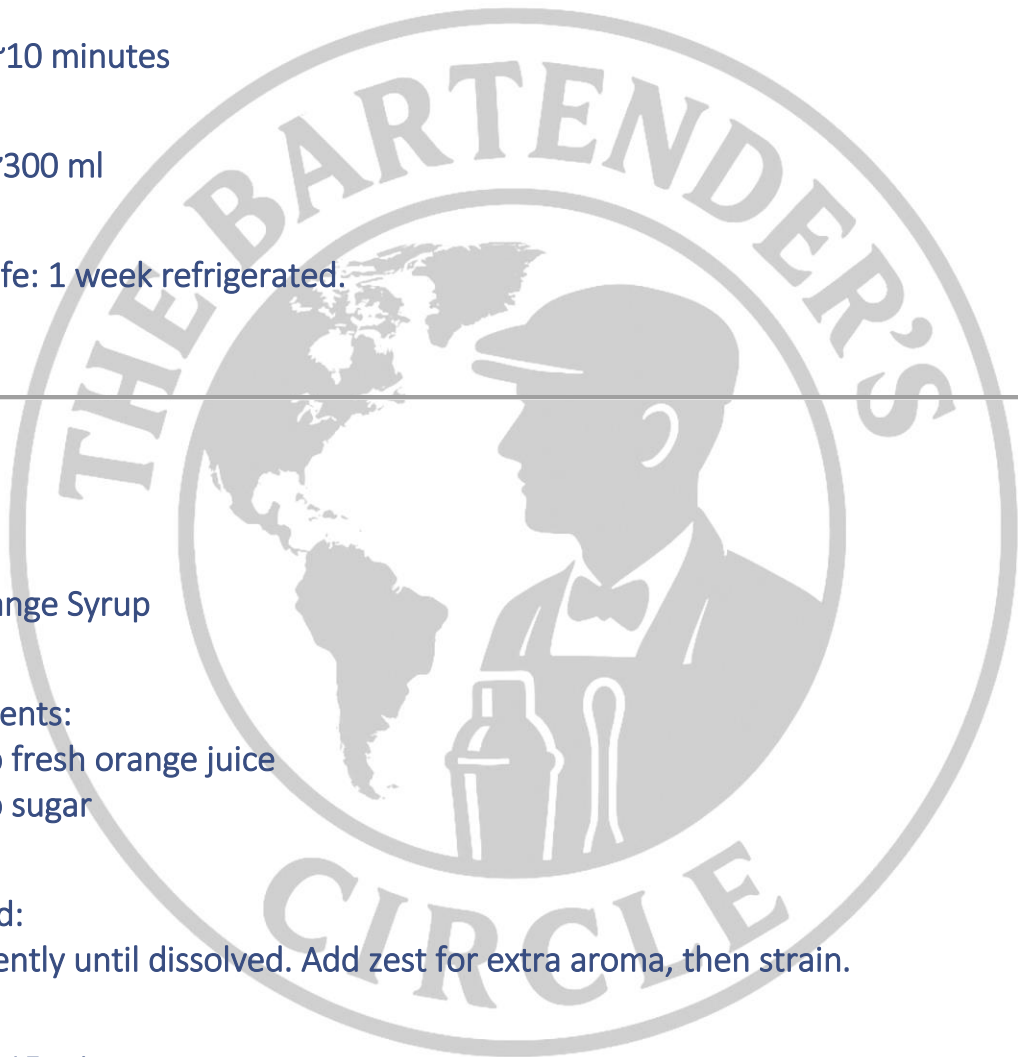 ~10 minutes
~300 ml
fe: 1 week refrigerated.
ange Syrup
ents:
fresh orange juice
sugar
d:
ently until dissolved. Add zest for extra aroma, then strain.
THE BARTENDER'S
CIRCLE